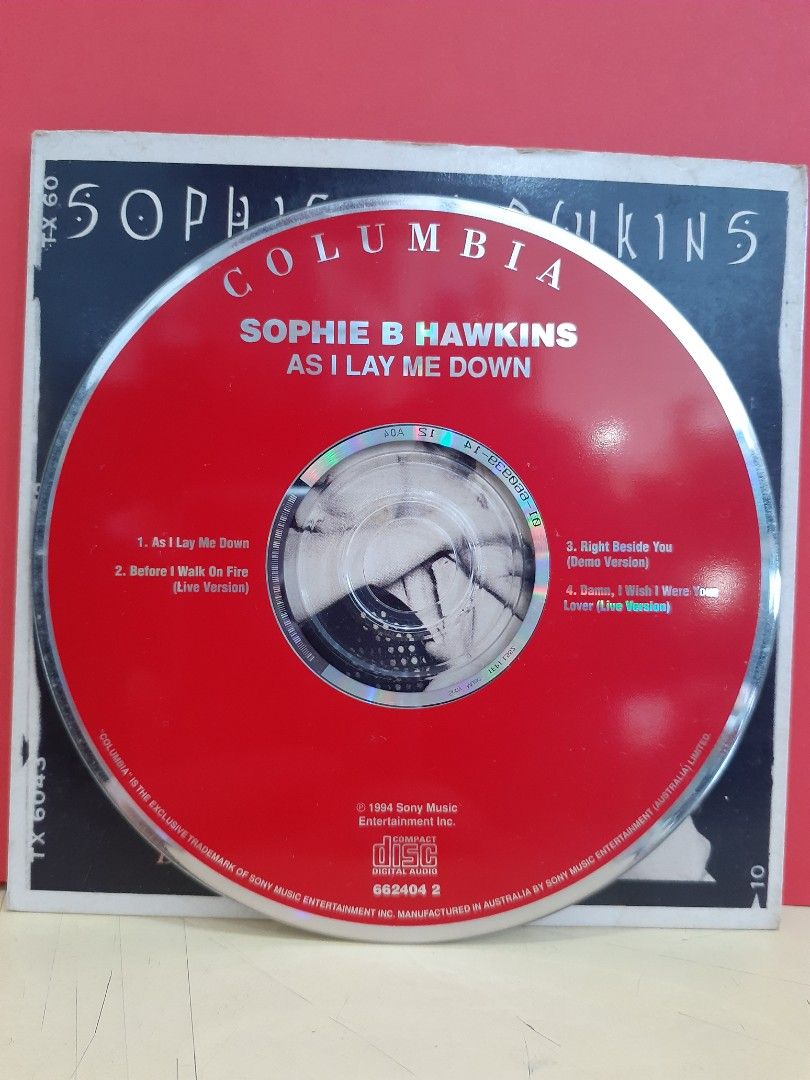 TX 60
SOPHIE HAWKINS
COLUMBIA
SOPHIE B HAWKINS
AS I LAY ME DOWN
1. As I Lay Me Down
2. Before I Walk On Fire
(Live Version)
3. Right Beside You
(Demo Version)
4. Damn, I Wish I Were Your
Lover (Live Version)
℗ 1994 Sony Music
Entertainment Inc.
COMPACT
disc
DIGITAL AUDIO
662404 2
"COLUMBIA" IS THE EXCLUSIVE TRADEMARK OF SONY MUSIC ENTERTAINMENT INC. MANUFACTURED IN AUSTRALIA BY SONY MUSIC ENTERTAINMENT (AUSTRALIA) LIMITED.
TX 6043
10